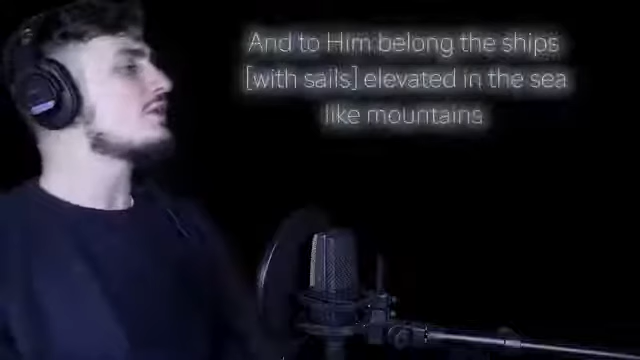 And to Him belong the ships
[with sails] elevated in the sea
like mountains